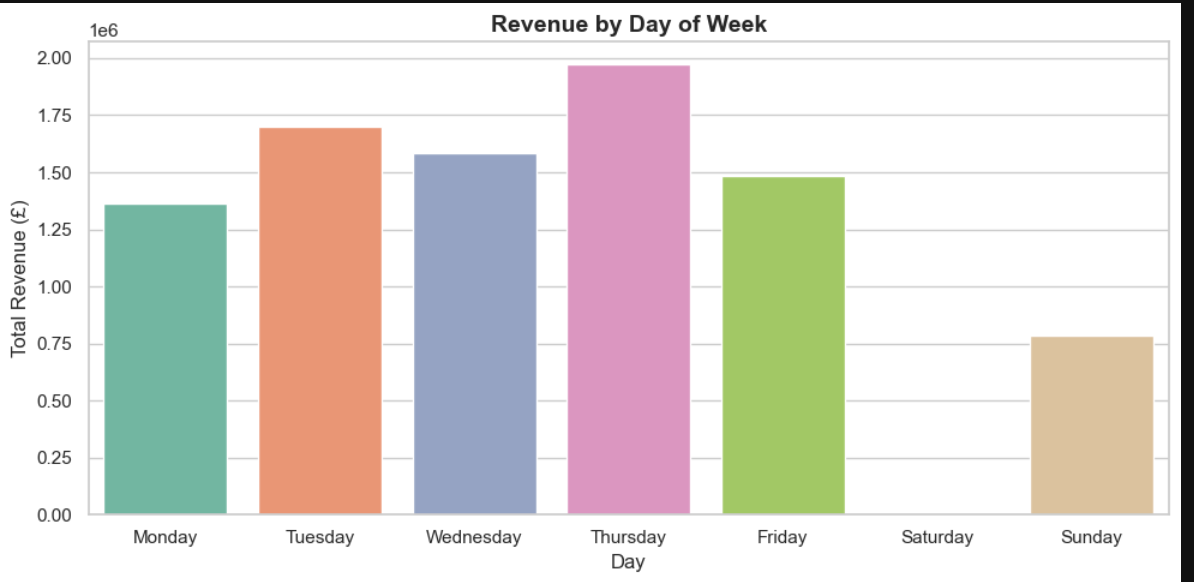 Revenue by Day of Week
1e6
2.00
1.75
1.50
1.25
1.00
0.75
0.50
0.25
0.00
Total Revenue (£)
Monday Tuesday Wednesday Thursday Friday Saturday Sunday
Day